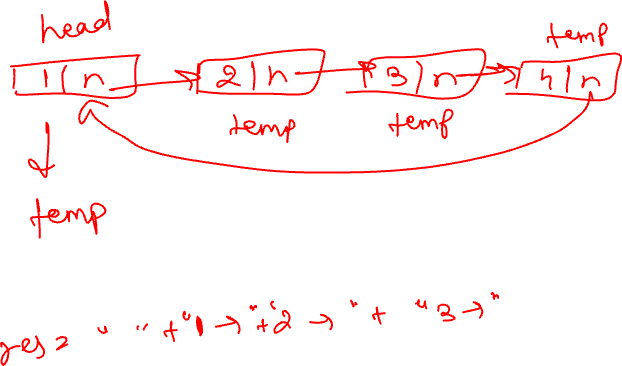 head temp
1 | n 2 | n 3 | n 4 | n
temp temp
temp
res = " " + "1 → " + "2 → " + "3 → "